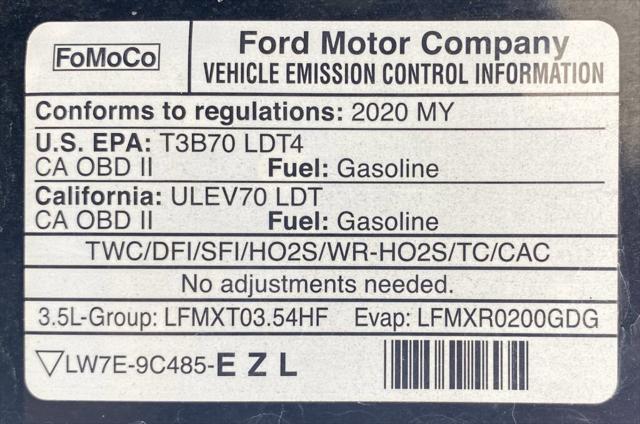 FoMoCo
Ford Motor Company
VEHICLE EMISSION CONTROL INFORMATION
Conforms to regulations: 2020 MY
U.S. EPA: T3B70 LDT4
CA OBD II Fuel: Gasoline
California: ULEV70 LDT
CA OBD II Fuel: Gasoline
TWC/DFI/SFI/HO2S/WR-HO2S/TC/CAC
No adjustments needed.
3.5L-Group: LFMXT03.54HF Evap: LFMXR0200GDG
▽LW7E-9C485-EZL